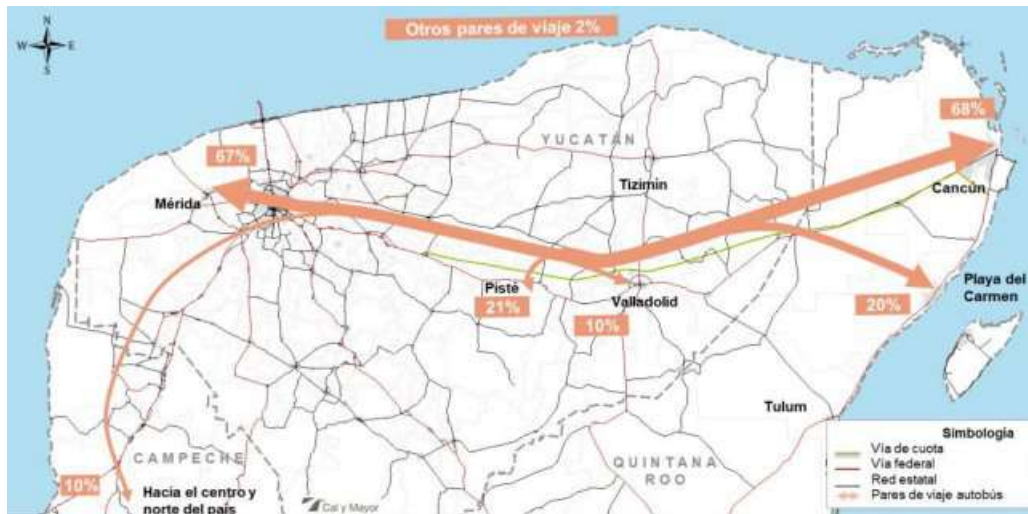 N
W E
S
Otros pares de viaje 2%
68%
YUCATÁN
67%
Tizimín
Cancún
Mérida
Pisté
21%
Valladolid
10%
Playa del
Carmen
20%
Tulum
Simbología
Vía de cuota
Vía federal
Red estatal
Pares de viaje autobús
CAMPECHE
QUINTANA
ROO
10%
Hacia el centro y
norte del país
Cal y Mayor